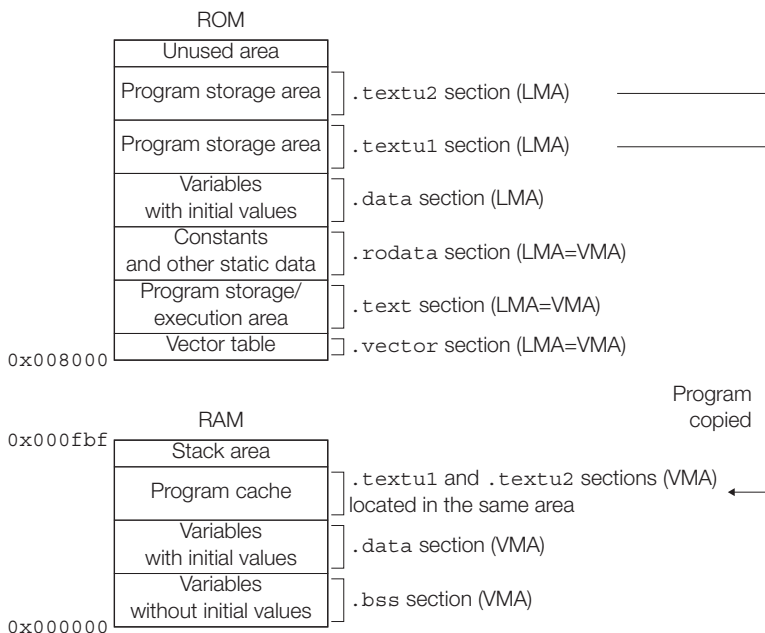 ROM
Unused area
Program storage area
.textu2 section (LMA)
Program storage area
.textu1 section (LMA)
Variables
with initial values
.data section (LMA)
Constants
and other static data
.rodata section (LMA=VMA)
Program storage/
execution area
.text section (LMA=VMA)
Vector table
.vector section (LMA=VMA)
0x008000
Program
copied
RAM
0x000fbf
Stack area
Program cache
.textu1 and .textu2 sections (VMA)
located in the same area
Variables
with initial values
.data section (VMA)
Variables
without initial values
.bss section (VMA)
0x000000